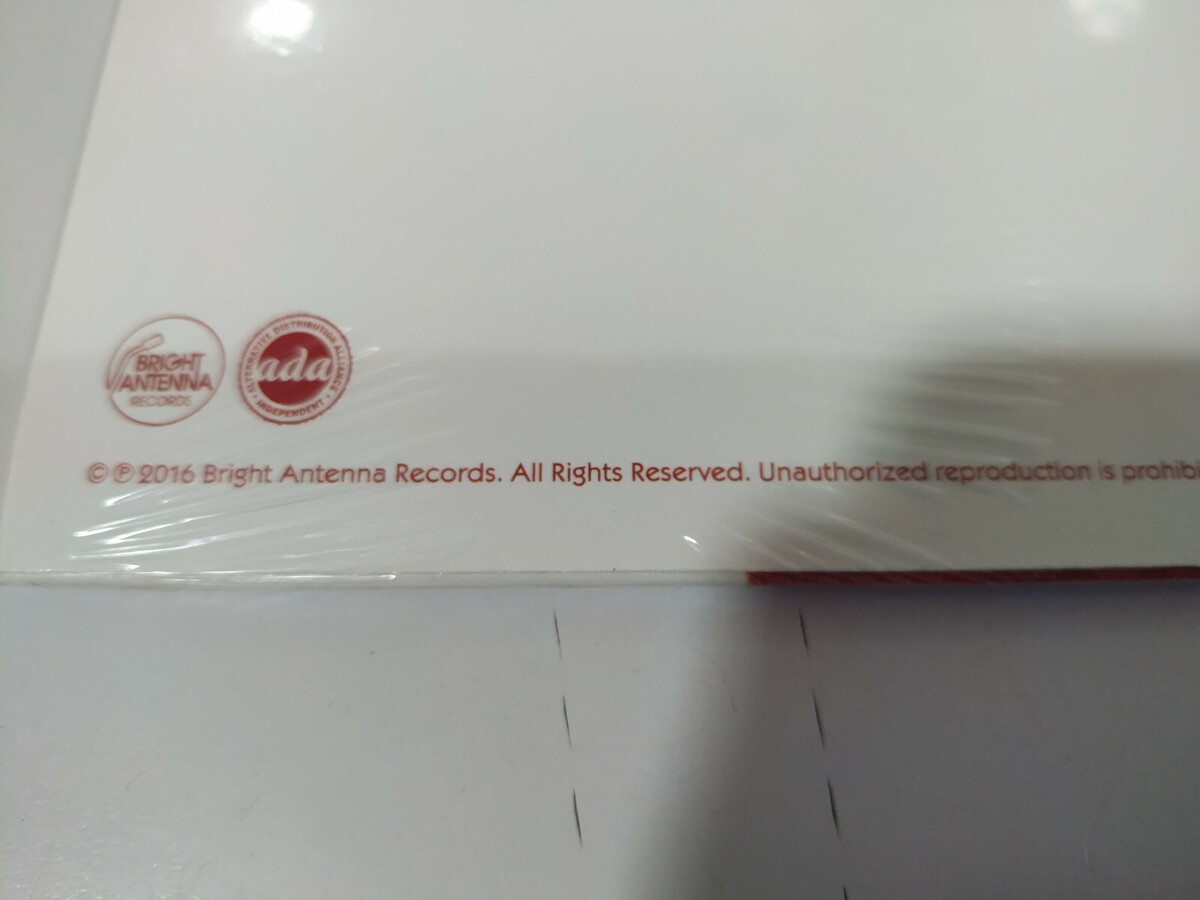 BRIGHT
ANTENNA
RECORDS
ALTERNATIVE DISTRIBUTION ALLIANCE
ada
• INDEPENDENT •
© ℗ 2016 Bright Antenna Records. All Rights Reserved. Unauthorized reproduction is prohibi